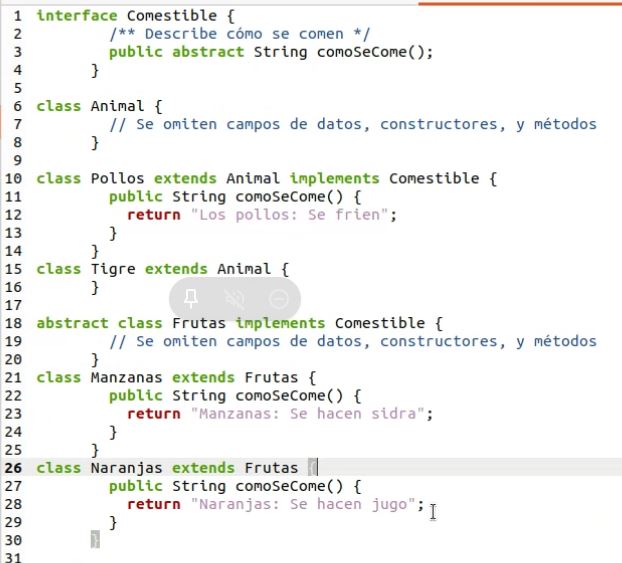 1 interface Comestible {
2 /** Describe cómo se comen */
3 public abstract String comoSeCome();
4 }
5
6 class Animal {
7 // Se omiten campos de datos, constructores, y métodos
8 }
9
10 class Pollos extends Animal implements Comestible {
11 public String comoSeCome() {
12 return "Los pollos: Se frien";
13 }
14 }
15 class Tigre extends Animal {
16 }
17
18 abstract class Frutas implements Comestible {
19 // Se omiten campos de datos, constructores, y métodos
20 }
21 class Manzanas extends Frutas {
22 public String comoSeCome() {
23 return "Manzanas: Se hacen sidra";
24 }
25 }
26 class Naranjas extends Frutas {
27 public String comoSeCome() {
28 return "Naranjas: Se hacen jugo";
29 }
30 }
31